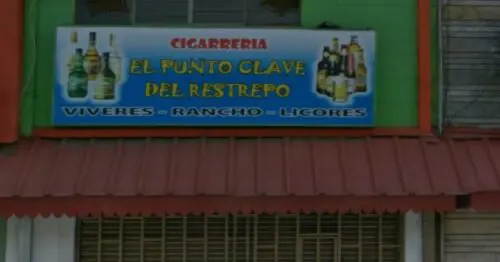 CIGARRERIA
EL PUNTO CLAVE
DEL RESTREPO
VIVERES - RANCHO - LICORES